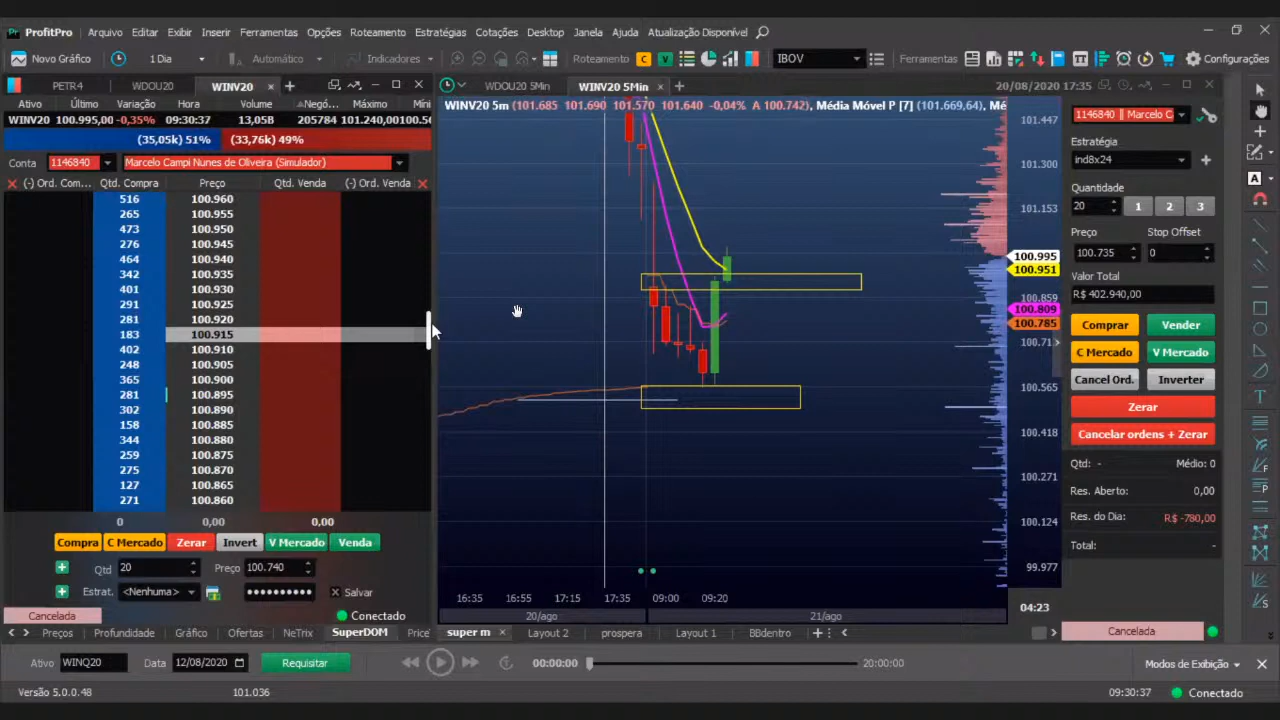 ProfitPro Arquivo Editar Exibir Inserir Ferramentas Opções Roteamento Estratégias Cotações Desktop Janela Ajuda Atualização Disponível
Novo Gráfico 1 Dia Automático Indicadores Roteamento C V IBOV Ferramentas Configurações
PETR4 WDOU20 WINV20
WDOU20 5Min WINV20 5Min 20/08/2020 17:35
Ativo Último Variação Hora Volume Negó... Máximo Míni
WINV20 100.995,00 -0,35% 09:30:37 13,05B 205784 101.240,00 100.50
(35,05k) 51% (33,76k) 49%
Conta 1146840 Marcelo Campi Nunes de Oliveira (Simulador)
(-) Ord. Com... Qtd. Compra Preço Qtd. Venda (-) Ord. Venda
516 100.960
265 100.955
473 100.950
276 100.945
464 100.940
342 100.935
401 100.930
291 100.925
281 100.920
183 100.915
402 100.910
248 100.905
365 100.900
281 100.895
302 100.890
158 100.885
344 100.880
259 100.875
275 100.870
127 100.865
271 100.860
0 0,00 0,00
Compra C Mercado Zerar Invert V Mercado Venda
Qtd 20 Preço 100.740
Estrat. <Nenhuma> Salvar
Cancelada Conectado
Preços Profundidade Gráfico Ofertas NeTrix SuperDOM Price
WINV20 5m (101.685 101.690 101.570 101.640 -0,04% A 100.742), Média Móvel P [7] (101.669,64), Mé
101.447
101.300
101.153
100.995
100.951
100.859
100.809
100.785
100.71
100.565
100.418
100.271
100.124
99.977
16:35 16:55 17:15 17:35 09:00 09:20
20/ago 21/ago
04:23
super m Layout 2 prospera Layout 1 BBdentro
1146840 || Marcelo C
Estratégia
ind8x24
Quantidade
20 1 2 3
Preço Stop Offset
100.735 0
Valor Total
R$ 402.940,00
Comprar Vender
C Mercado V Mercado
Cancel Ord. Inverter
Zerar
Cancelar ordens + Zerar
Qtd: - Médio: 0
Res. Aberto: 0,00
Res. do Dia: R$ -780,00
Total: -
Cancelada
Ativo WINQ20 Data 12/08/2020 Requisitar 00:00:00 20:00:00 Modos de Exibição
Versão 5.0.0.48 101.036 09:30:37 Conectado